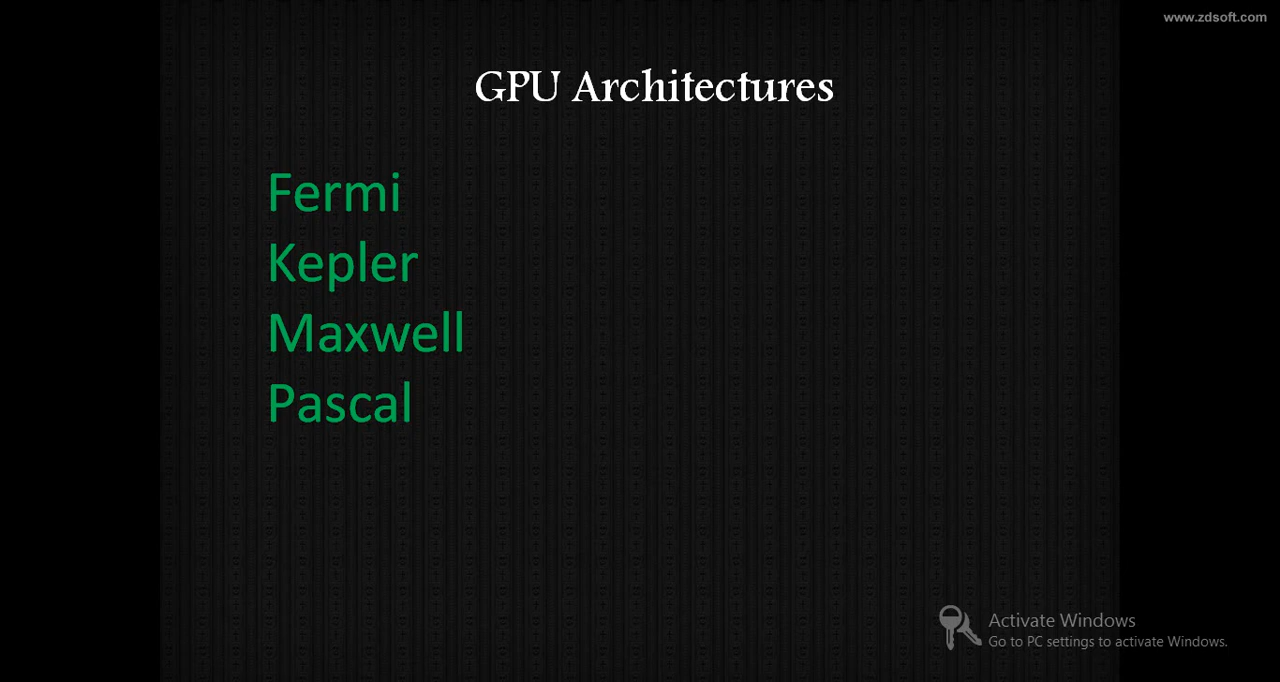 www.zdsoft.com
GPU Architectures
Fermi
Kepler
Maxwell
Pascal
Activate Windows
Go to PC settings to activate Windows.